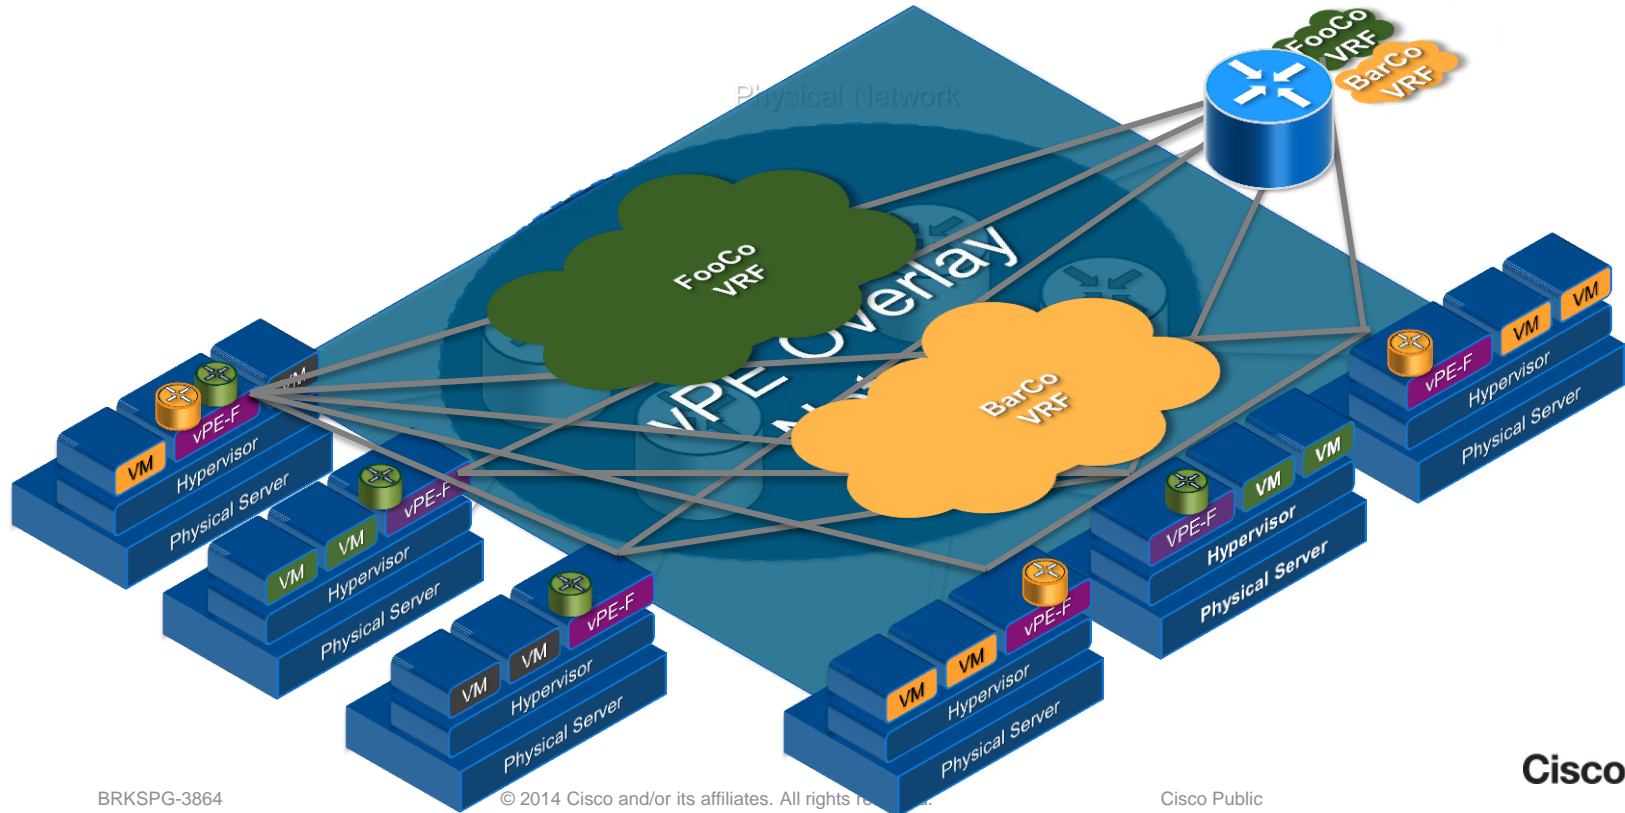 FooCo
VRF
BarCo
VRF
Physical Network
FooCo
VRF
vPE Overlay
BarCo
VRF
VM
vPE-F
VM
Hypervisor
Physical Server
VM
VM
vPE-F
Hypervisor
Physical Server
VM
VM
vPE-F
Hypervisor
Physical Server
VM
VM
vPE-F
Hypervisor
Physical Server
vPE-F
VM
VM
Hypervisor
Physical Server
vPE-F
VM
VM
Hypervisor
Physical Server
BRKSPG-3864
© 2014 Cisco and/or its affiliates. All rights
Cisco Public
Cisco